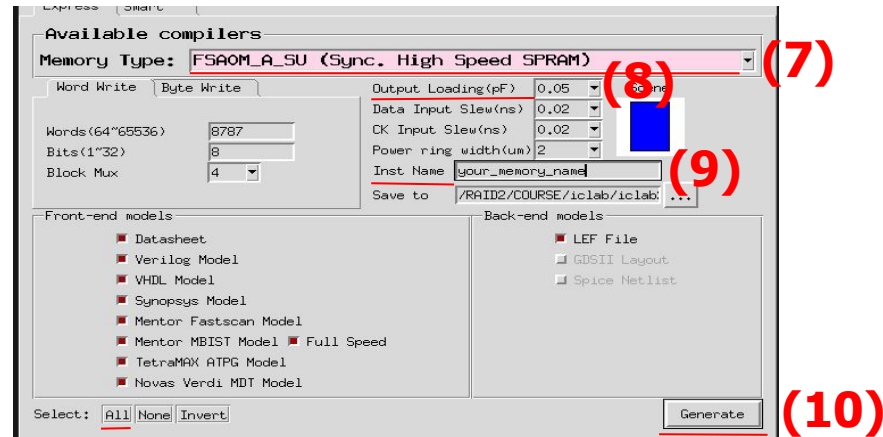 Express Smart
Available compilers
Memory Type: FSAOM_A_SU (Sync. High Speed SPRAM) (7)
Word Write Byte Write
Output Loading(pF) 0.05 (8)
Data Input Slew(ns) 0.02
Words(64~65536) 8787
CK Input Slew(ns) 0.02
Bits(1~32) 8
Power ring width(um) 2
Block Mux 4
Inst Name your_memory_name (9)
Save to /RAID2/COURSE/iclab/iclab ...
Front-end models
Back-end models
Datasheet
LEF File
Verilog Model
GDSII Layout
VHDL Model
Spice Netlist
Synopsys Model
Mentor Fastscan Model
Mentor MBIST Model Full Speed
TetraMAX ATPG Model
Novas Verdi MDT Model
Select: All None Invert
Generate (10)